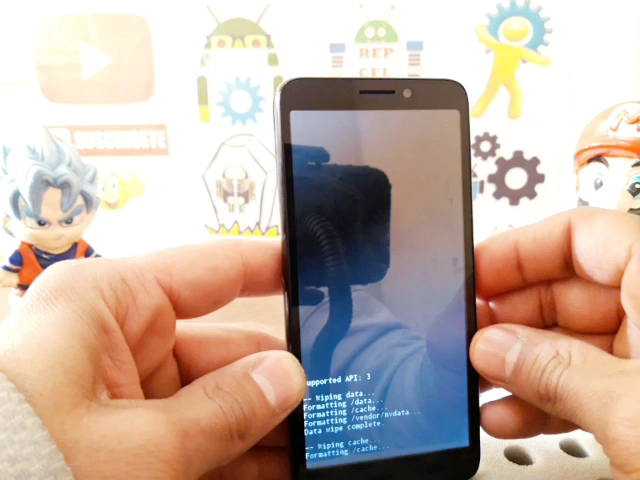 REP
CEL
SUSCRIBETE
upported API: 3
-- Wiping data...
Formatting /data...
Formatting /cache...
Formatting /vendor/nvdata...
Data wipe complete.
-- Wiping cache...
Formatting /cache...